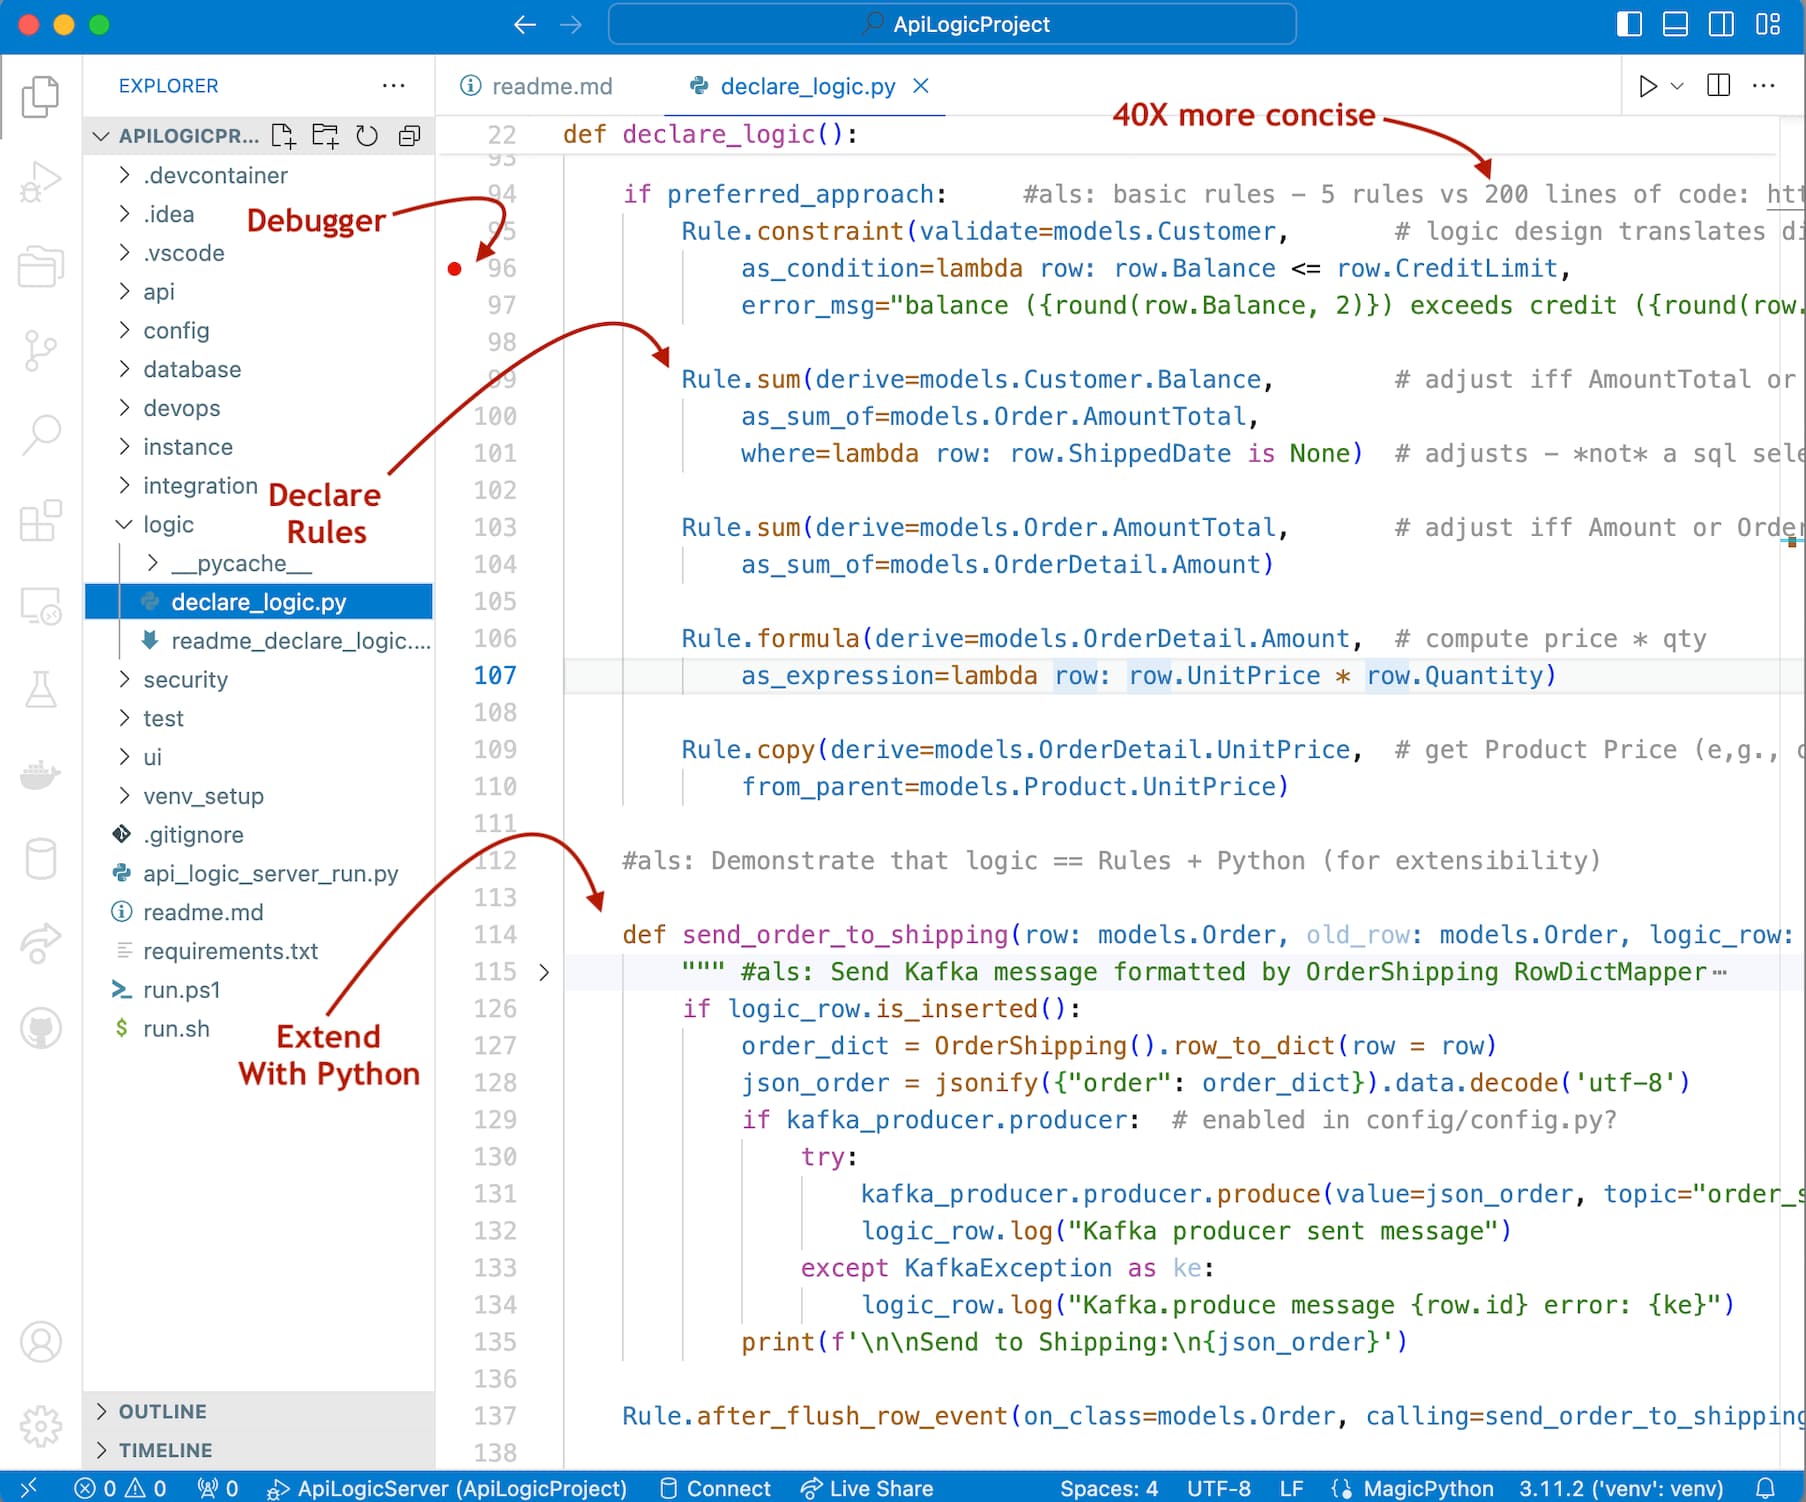 ApiLogicProject
EXPLORER
APILOGICPR...
.devcontainer
.idea
.vscode
api
config
database
devops
instance
integration
logic
__pycache__
declare_logic.py
readme_declare_logic....
security
test
ui
venv_setup
.gitignore
api_logic_server_run.py
readme.md
requirements.txt
run.ps1
run.sh
OUTLINE
TIMELINE
Debugger
Declare
Rules
Extend
With Python
readme.md declare_logic.py
40X more concise
22 def declare_logic():
93
94 if preferred_approach: #als: basic rules – 5 rules vs 200 lines of code: htt
95 Rule.constraint(validate=models.Customer, # logic design translates di
96 as_condition=lambda row: row.Balance <= row.CreditLimit,
97 error_msg="balance ({round(row.Balance, 2)}) exceeds credit ({round(row.
98
99 Rule.sum(derive=models.Customer.Balance, # adjust iff AmountTotal or
100 as_sum_of=models.Order.AmountTotal,
101 where=lambda row: row.ShippedDate is None) # adjusts – *not* a sql sele
102
103 Rule.sum(derive=models.Order.AmountTotal, # adjust iff Amount or Order
104 as_sum_of=models.OrderDetail.Amount)
105
106 Rule.formula(derive=models.OrderDetail.Amount, # compute price * qty
107 as_expression=lambda row: row.UnitPrice * row.Quantity)
108
109 Rule.copy(derive=models.OrderDetail.UnitPrice, # get Product Price (e,g.,
110 from_parent=models.Product.UnitPrice)
111
112 #als: Demonstrate that logic == Rules + Python (for extensibility)
113
114 def send_order_to_shipping(row: models.Order, old_row: models.Order, logic_row:
115 """ #als: Send Kafka message formatted by OrderShipping RowDictMapper…
126 if logic_row.is_inserted():
127 order_dict = OrderShipping().row_to_dict(row = row)
128 json_order = jsonify({"order": order_dict}).data.decode('utf-8')
129 if kafka_producer.producer: # enabled in config/config.py?
130 try:
131 kafka_producer.producer.produce(value=json_order, topic="order_s
132 logic_row.log("Kafka producer sent message")
133 except KafkaException as ke:
134 logic_row.log("Kafka.produce message {row.id} error: {ke}")
135 print(f'\n\nSend to Shipping:\n{json_order}')
136
137 Rule.after_flush_row_event(on_class=models.Order, calling=send_order_to_shipping
138
0 0 0 ApiLogicServer (ApiLogicProject) Connect Live Share Spaces: 4 UTF-8 LF MagicPython 3.11.2 ('venv': venv)